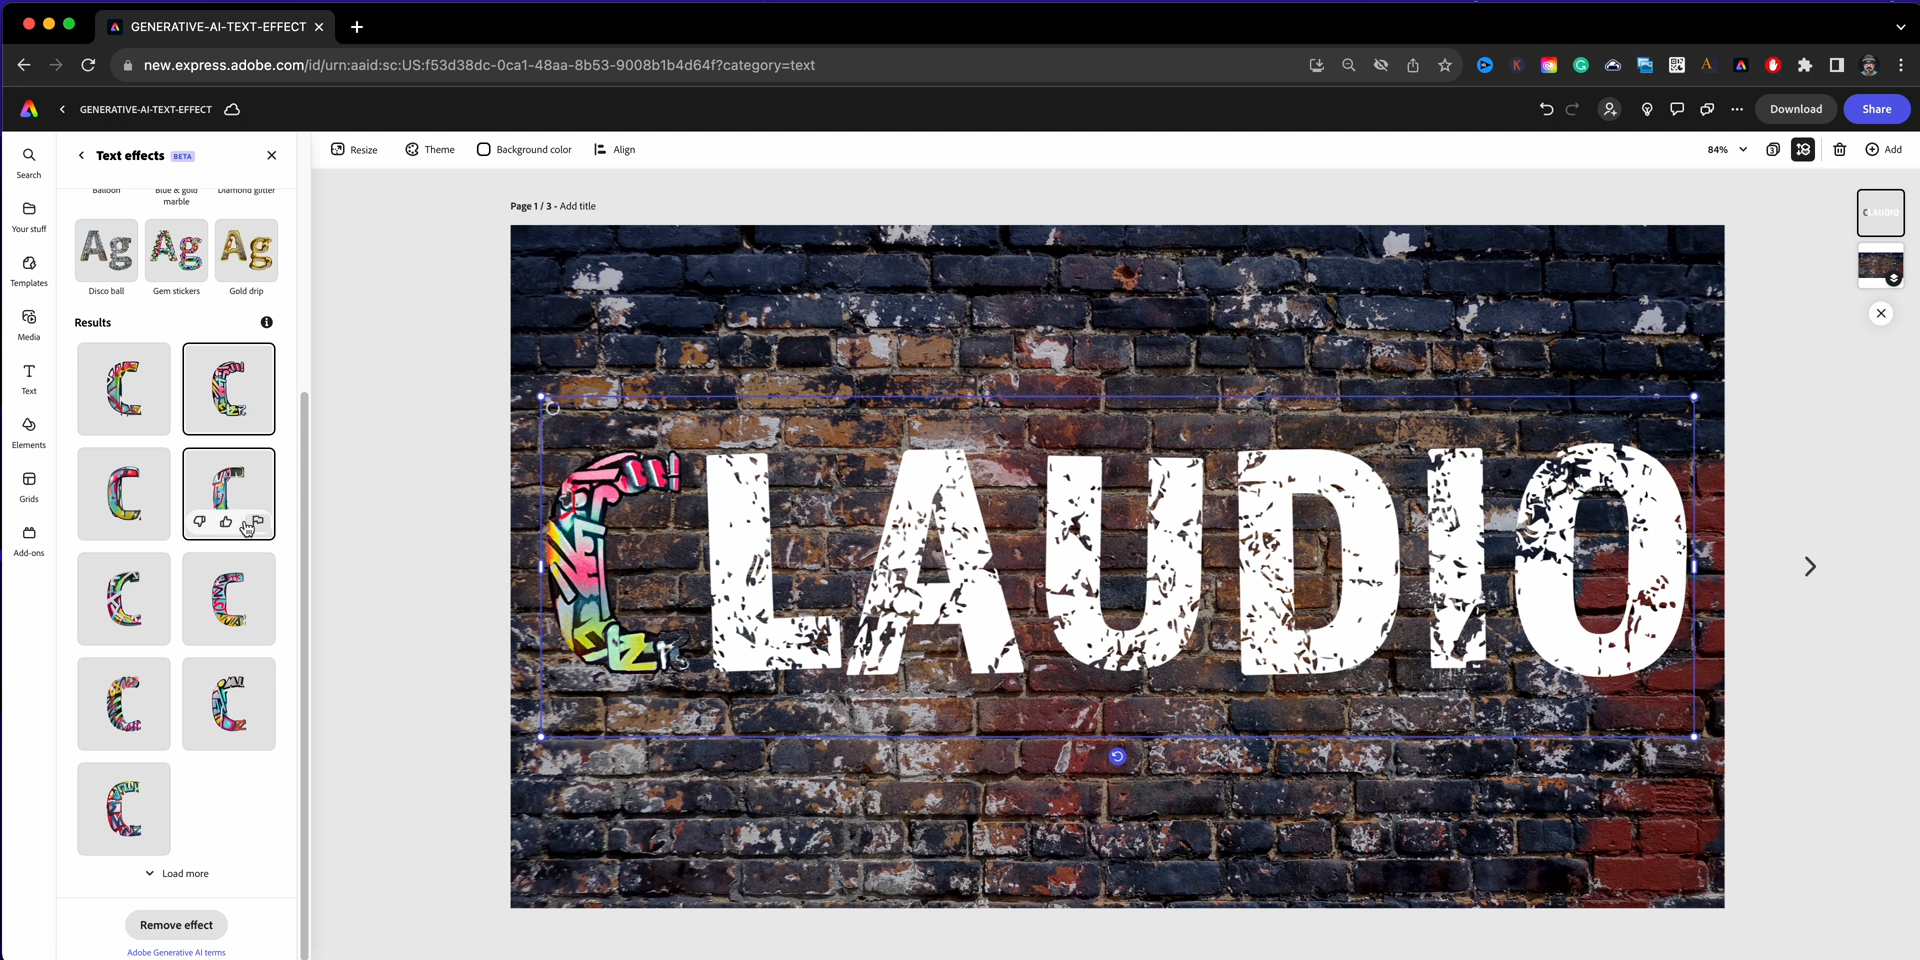 GENERATIVE-AI-TEXT-EFFECT
new.express.adobe.com/id/urn:aaid:sc:US:f53d38dc-0ca1-48aa-8b53-9008b1b4d64f?category=text
GENERATIVE-AI-TEXT-EFFECT
Download
Share
Search
Your stuff
Templates
Media
Text
Elements
Grids
Add-ons
Text effects BETA
Balloon
Blue & gold marble
Diamond glitter
Ag
Ag
Ag
Disco ball
Gem stickers
Gold drip
Results
C
C
C
C
C
C
C
C
C
Load more
Remove effect
Adobe Generative AI terms
Resize
Theme
Background color
Align
84%
3
Add
Page 1 / 3 - Add title
CLAUDIO
CLAUDIO